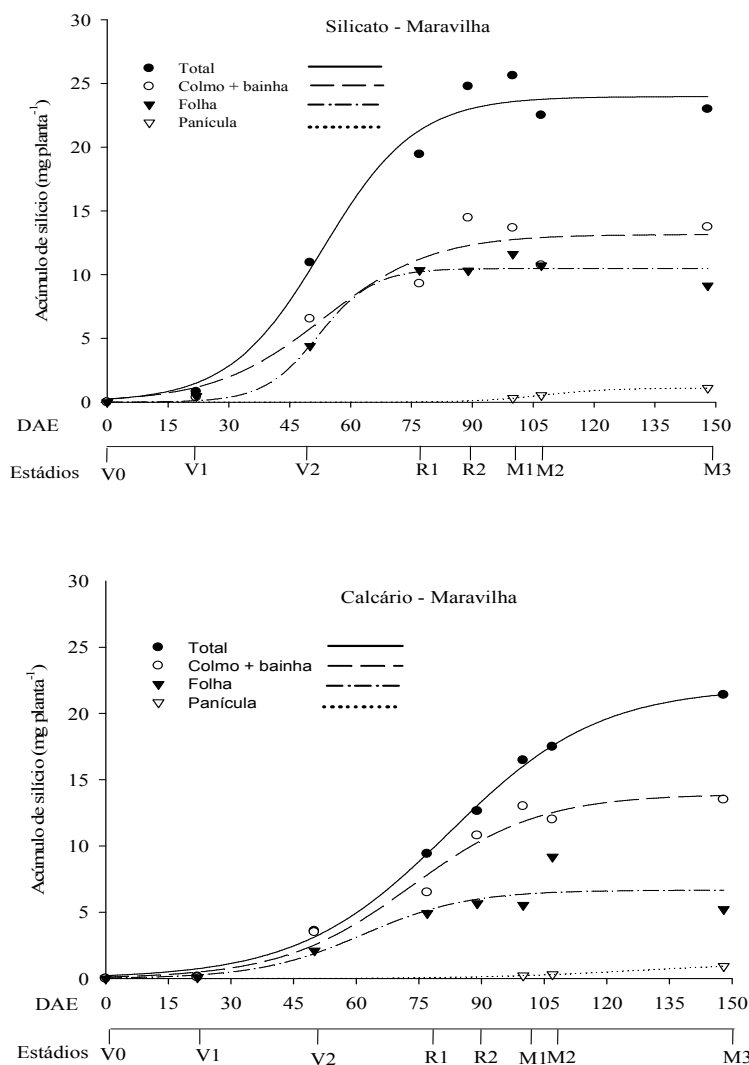 Silicato - Maravilha
Total
Colmo + bainha
Folha
Panícula
Acúmulo de silício (mg planta⁻¹)
30
25
20
15
10
5
0
DAE 0 15 30 45 60 75 90 105 120 135 150
Estádios V0 V1 V2 R1 R2 M1 M2 M3
Calcário - Maravilha
Total
Colmo + bainha
Folha
Panícula
Acúmulo de silício (mg planta⁻¹)
30
25
20
15
10
5
0
DAE 0 15 30 45 60 75 90 105 120 135 150
Estádios V0 V1 V2 R1 R2 M1 M2 M3